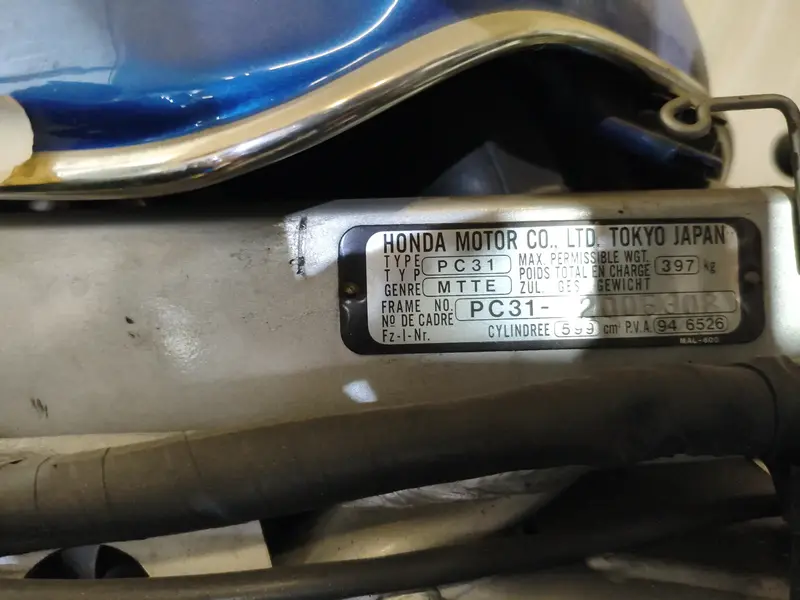 HONDA MOTOR CO., LTD. TOKYO JAPAN
TYPE
TYP
PC31
MAX. PERMISSIBLE WGT.
POIDS TOTAL EN CHARGE
ZUL. GES. GEWICHT
397 kg
GENRE MTTE
FRAME NO.
Nº DE CADRE
Fz-I-Nr.
PC31-
CYLINDREE 599 cm³ P.V.A. 94 6526
MAL-600